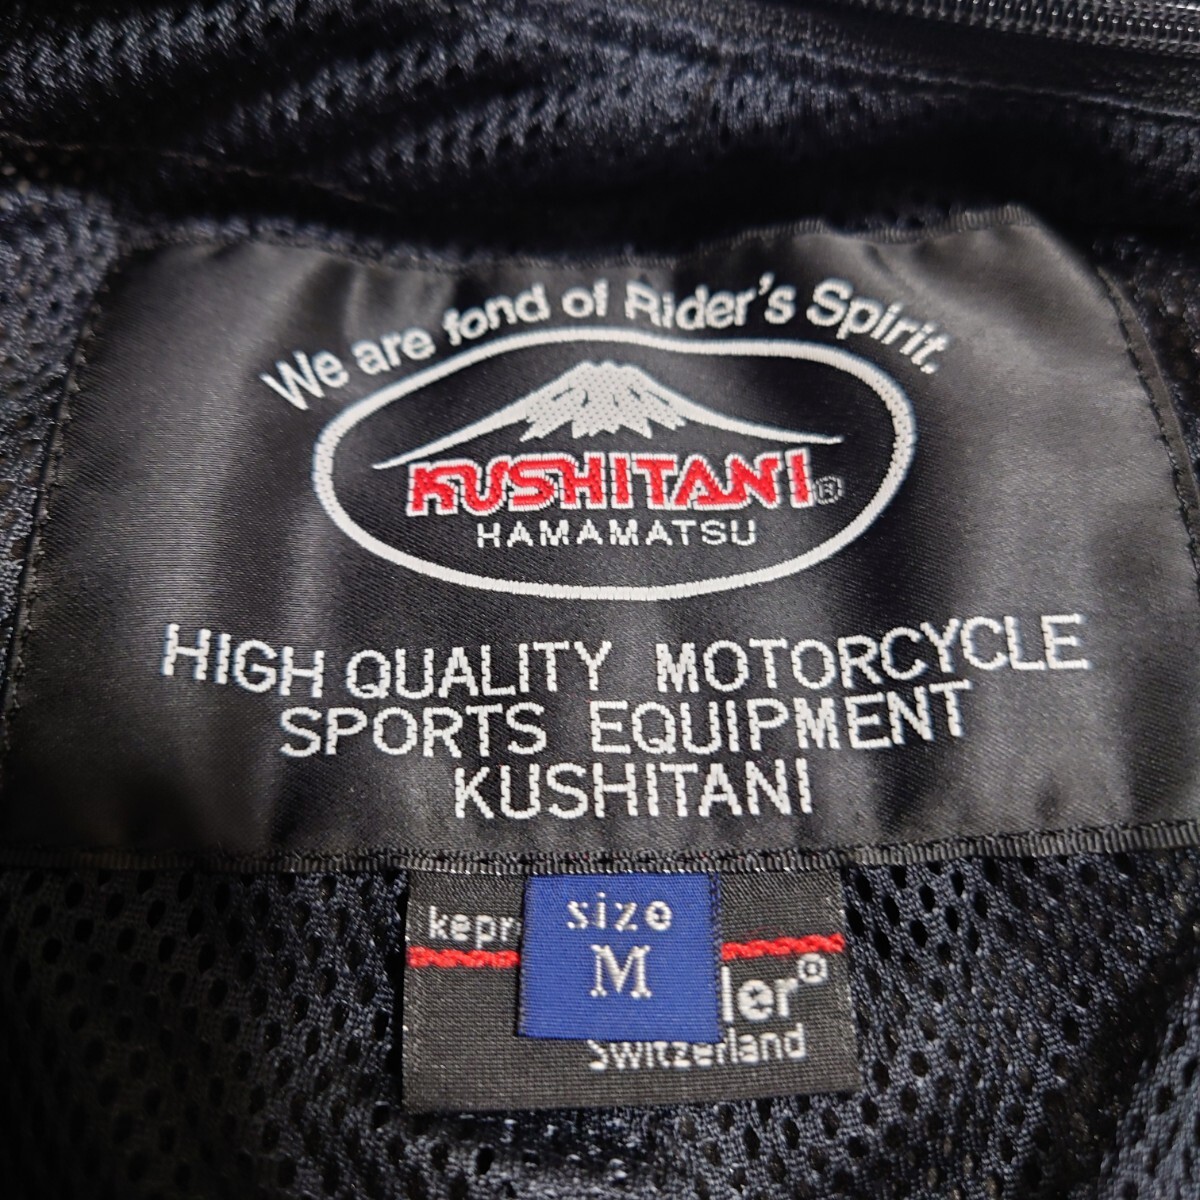 We are fond of Rider's Spirit.
KUSHITANI®
HAMAMATSU
HIGH QUALITY MOTORCYCLE
SPORTS EQUIPMENT
KUSHITANI
size
M
Switzerland